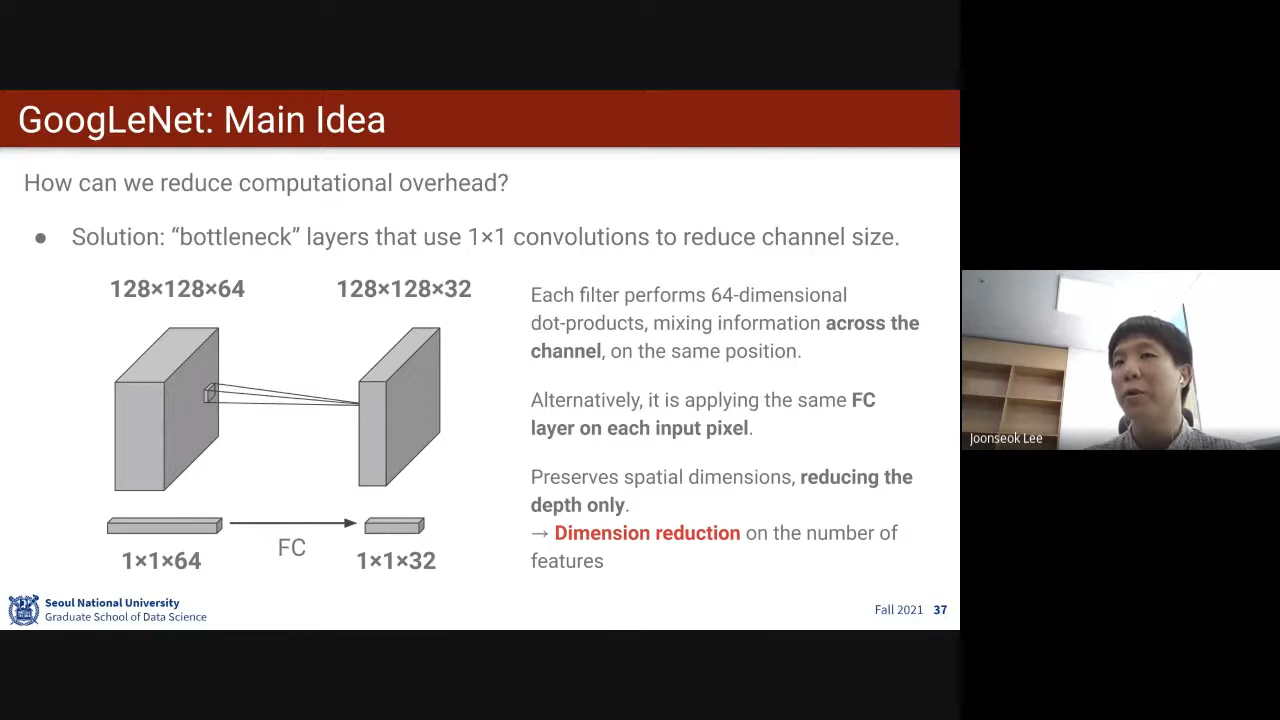 GoogLeNet: Main Idea
How can we reduce computational overhead?
● Solution: “bottleneck” layers that use 1×1 convolutions to reduce channel size.
128×128×64
128×128×32
FC
1×1×64
1×1×32
Each filter performs 64-dimensional
dot-products, mixing information across the
channel, on the same position.
Alternatively, it is applying the same FC
layer on each input pixel.
Preserves spatial dimensions, reducing the
depth only.
→ Dimension reduction on the number of
features
Seoul National University
Graduate School of Data Science
Fall 2021 37
Joonseok Lee